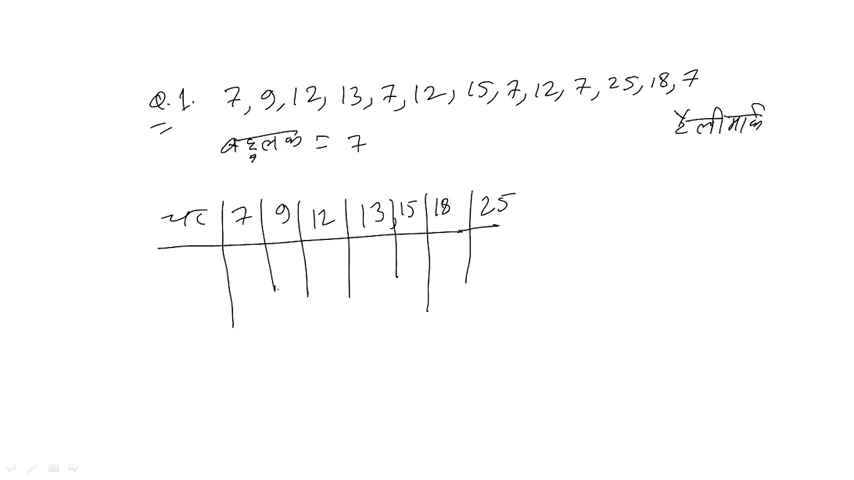 Q.1. 7, 9, 12, 13, 7, 12, 15, 7, 12, 7, 25, 18, 7
बहुलक = 7
टैलीमार्क
चर 7 9 12 13 15 18 25